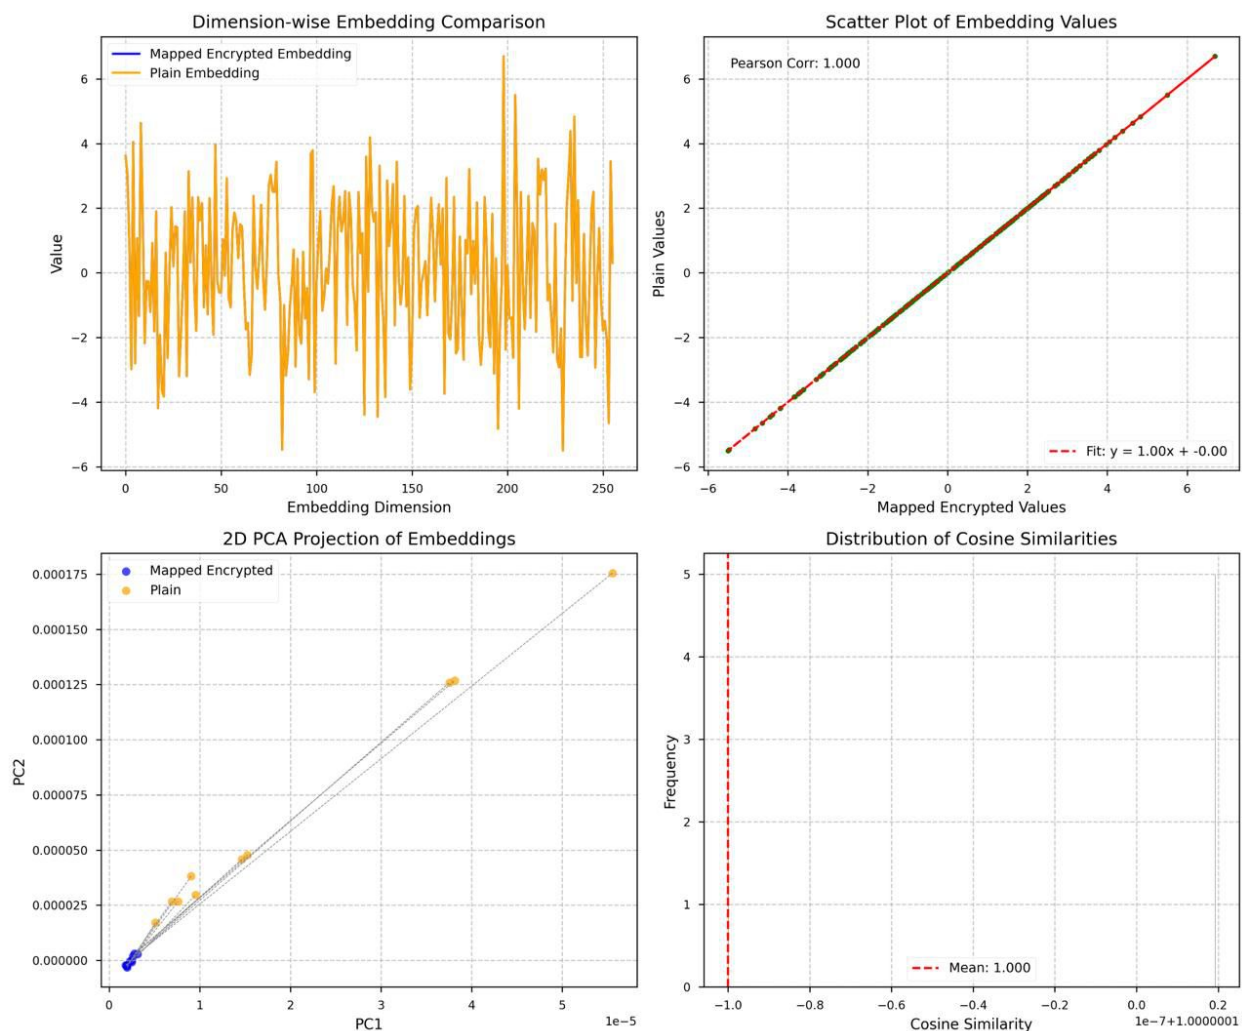 Dimension-wise Embedding Comparison
Mapped Encrypted Embedding
Plain Embedding
6
4
2
0
−2
−4
−6
Value
0
50
100
150
200
250
Embedding Dimension
Scatter Plot of Embedding Values
Pearson Corr: 1.000
6
4
2
0
−2
−4
−6
Plain Values
Fit: y = 1.00x + -0.00
−6
−4
−2
0
2
4
6
Mapped Encrypted Values
2D PCA Projection of Embeddings
Mapped Encrypted
Plain
0.000175
0.000150
0.000125
0.000100
0.000075
0.000050
0.000025
0.000000
PC2
0
1
2
3
4
5
1e−5
PC1
Distribution of Cosine Similarities
5
4
3
2
1
0
Frequency
Mean: 1.000
−1.0
−0.8
−0.6
−0.4
−0.2
0.0
0.2
1e−7+1.0000001
Cosine Similarity